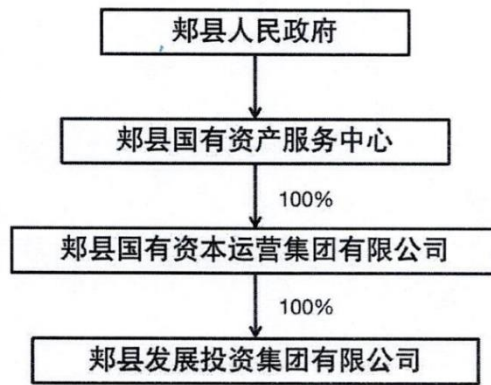 郏县人民政府
郏县国有资产服务中心
100%
郏县国有资本运营集团有限公司
100%
郏县发展投资集团有限公司